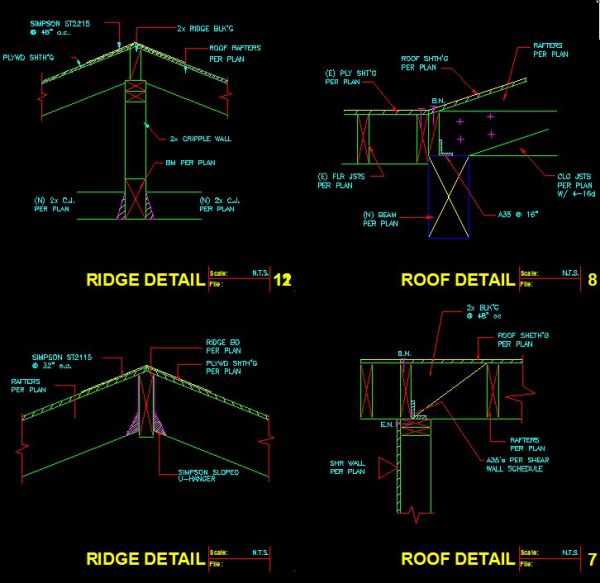 SIMPSON ST2215
@ 48" o.c.
2x RIDGE BLK'G
PLYWD SHTH'G
ROOF RAFTERS
PER PLAN
2x CRIPPLE WALL
BM PER PLAN
(N) 2x C.J.
PER PLAN
(N) 2x C.J.
PER PLAN
RIDGE DETAIL
Scale: N.T.S.
File:
12
RAFTERS
PER PLAN
ROOF SHTH'G
PER PLAN
(E) PLY SHT'G
PER PLAN
B.N.
(E) FLR JSTS
PER PLAN
CLG JSTS
PER PLAN
W/ 4-16d
A35 @ 16"
(N) BEAM
PER PLAN
ROOF DETAIL
Scale: N.T.S.
File:
8
SIMPSON ST2115
@ 32" o.c.
RIDGE BD
PER PLAN
PLYWD SHTH'G
PER PLAN
RAFTERS
PER PLAN
SIMPSON SLOPED
U-HANGER
RIDGE DETAIL
Scale: N.T.S.
File:
2x BLK'G
@ 48" oc
ROOF SHETH'G
PER PLAN
B.N.
E.N.
RAFTERS
PER PLAN
A35's PER SHEAR
WALL SCHEDULE
SHR WALL
PER PLAN
ROOF DETAIL
Scale: N.T.S.
File:
7